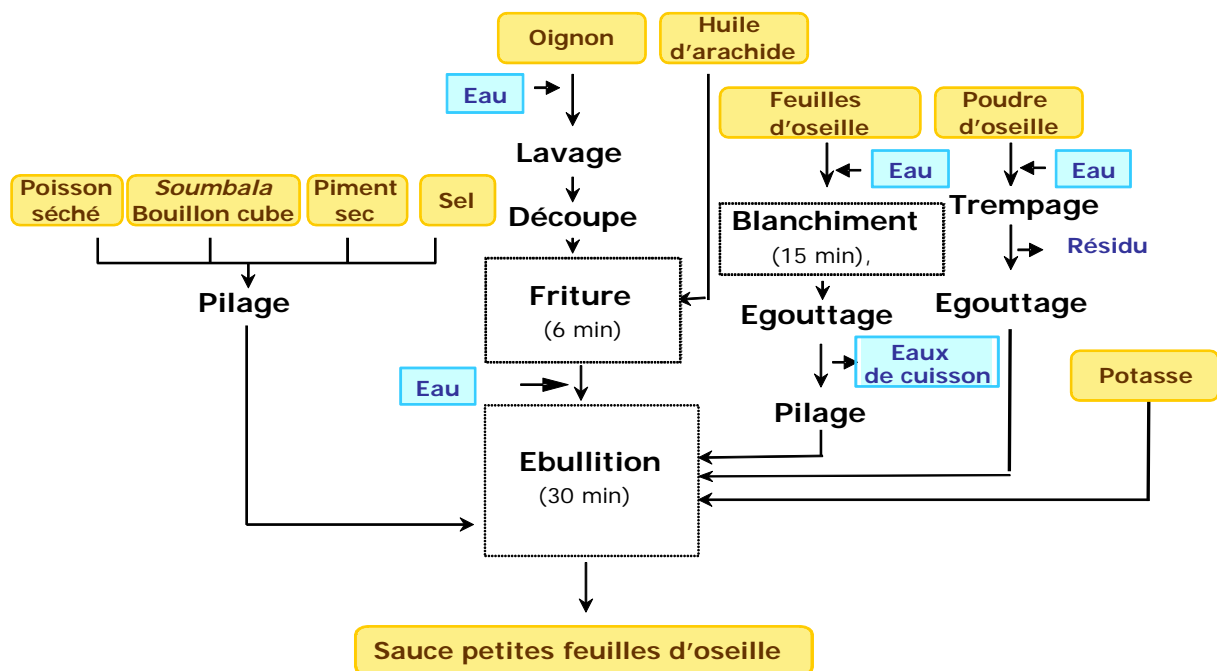 Oignon
Huile
d'arachide
Eau
Feuilles
d'oseille
Poudre
d'oseille
Lavage
Eau
Eau
Poisson
séché
Soumbala
Bouillon cube
Piment
sec
Sel
Découpe
Blanchiment
(15 min),
Trempage
Résidu
Pilage
Friture
(6 min)
Egouttage
Egouttage
Eau
Eaux
de cuisson
Potasse
Pilage
Ebullition
(30 min)
Sauce petites feuilles d'oseille